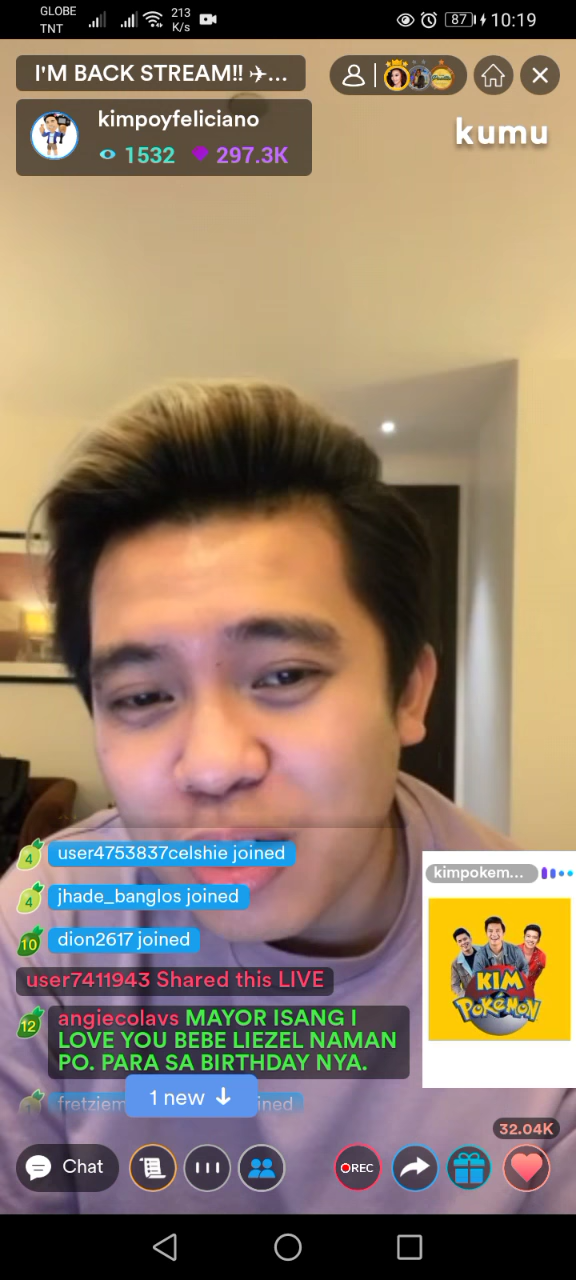 GLOBE
TNT
213
K/s
87
10:19
I'M BACK STREAM!! ✈...
kimpoyfeliciano
1532
297.3K
kumu
user4753837celshie joined
4
jhade_banglos joined
4
dion2617 joined
10
user7411943 Shared this LIVE
12
angiecolavs MAYOR ISANG I
LOVE YOU BEBE LIEZEL NAMAN
PO. PARA SA BIRTHDAY NYA.
1 new ↓
kimpokem...
KIM
POKéMON
32.04K
Chat
REC